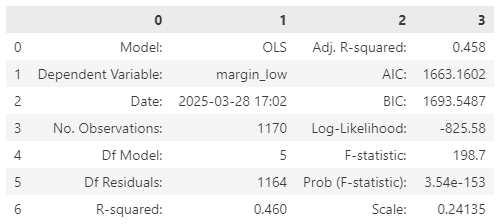 0 1 2 3
0 Model: OLS Adj. R-squared: 0.458
1 Dependent Variable: margin_low AIC: 1663.1602
2 Date: 2025-03-28 17:02 BIC: 1693.5487
3 No. Observations: 1170 Log-Likelihood: -825.58
4 Df Model: 5 F-statistic: 198.7
5 Df Residuals: 1164 Prob (F-statistic): 3.54e-153
6 R-squared: 0.460 Scale: 0.24135